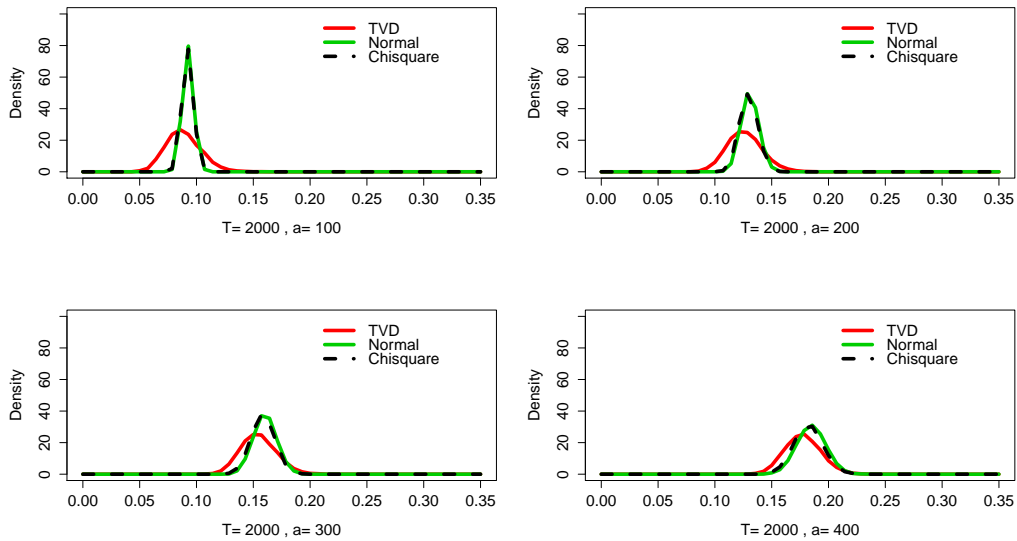 Density
0 20 40 60 80
TVD
Normal
Chisquare
0.00 0.05 0.10 0.15 0.20 0.25 0.30 0.35
T= 2000 , a= 100
Density
0 20 40 60 80
TVD
Normal
Chisquare
0.00 0.05 0.10 0.15 0.20 0.25 0.30 0.35
T= 2000 , a= 200
Density
0 20 40 60 80
TVD
Normal
Chisquare
0.00 0.05 0.10 0.15 0.20 0.25 0.30 0.35
T= 2000 , a= 300
Density
0 20 40 60 80
TVD
Normal
Chisquare
0.00 0.05 0.10 0.15 0.20 0.25 0.30 0.35
T= 2000 , a= 400